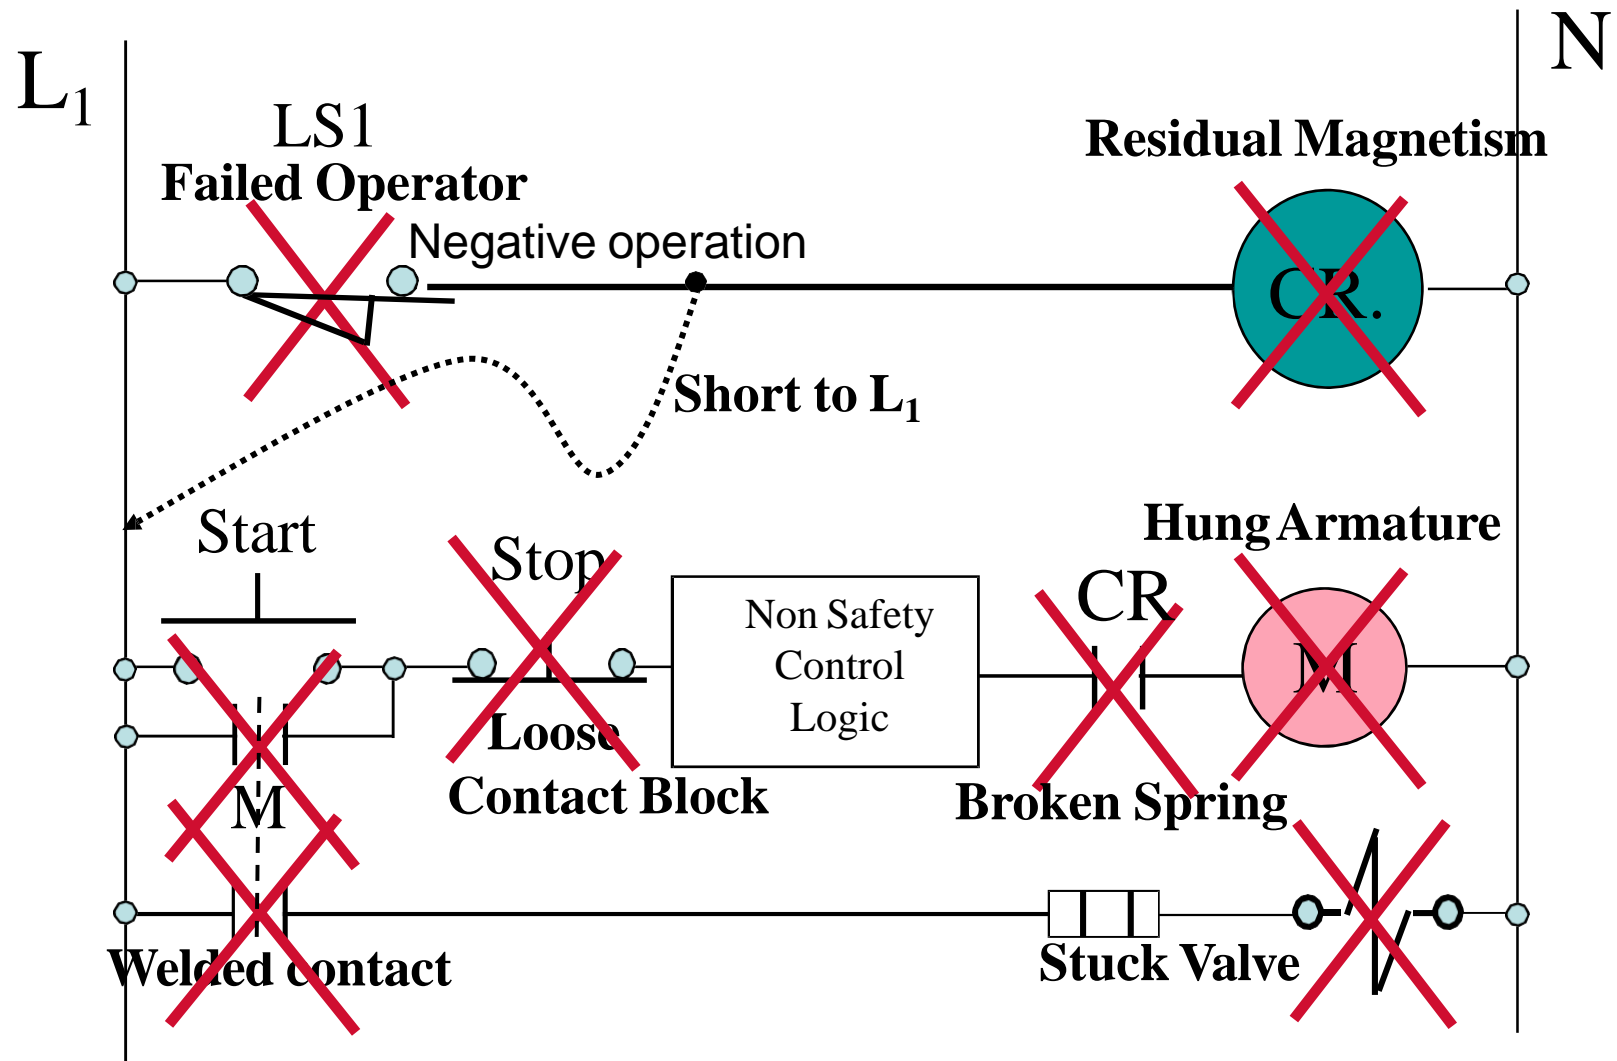 L1
N
LS1
Failed Operator
Residual Magnetism
Negative operation
CR.
Short to L1
Start
Stop
Hung Armature
CR
Non Safety
Control
Logic
M
Loose
Contact Block
Broken Spring
M
Welded contact
Stuck Valve